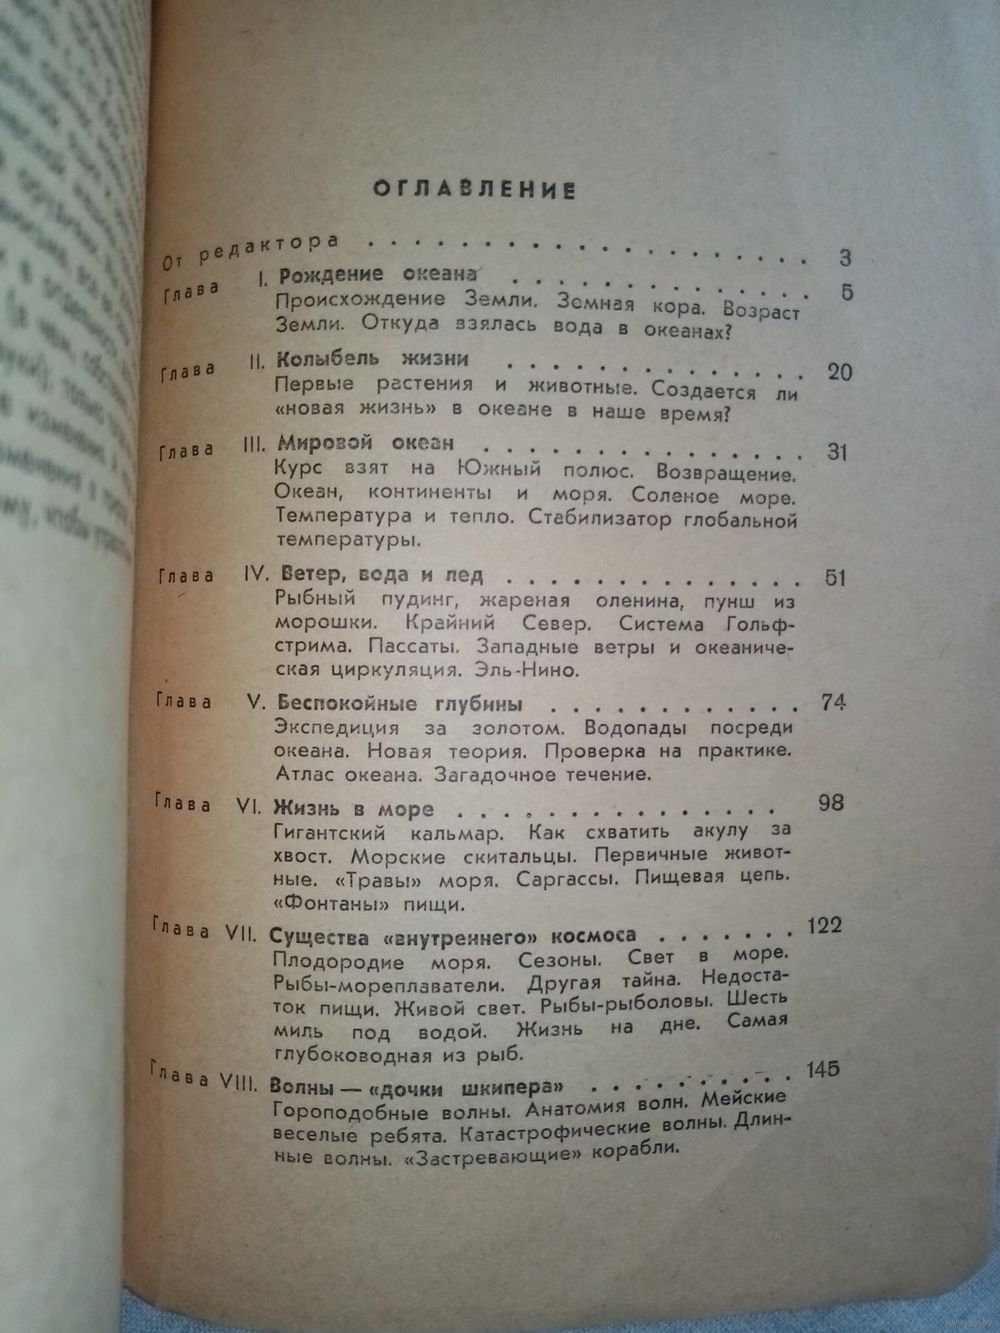 ОГЛАВЛЕНИЕ
От редактора . . . . . . . . . . . . . . . . . . . 3
Глава I. Рождение океана . . . . . . . . . . . . . 5
Происхождение Земли. Земная кора. Возраст
Земли. Откуда взялась вода в океанах?
Глава II. Колыбель жизни . . . . . . . . . . . . . 20
Первые растения и животные. Создается ли
«новая жизнь» в океане в наше время?
Глава III. Мировой океан . . . . . . . . . . . . . 31
Курс взят на Южный полюс. Возвращение.
Океан, континенты и моря. Соленое море.
Температура и тепло. Стабилизатор глобальной
температуры.
Глава IV. Ветер, вода и лед . . . . . . . . . . . . . 51
Рыбный пудинг, жареная оленина, пунш из
морошки. Крайний Север. Система Гольф-
стрима. Пассаты. Западные ветры и океаниче-
ская циркуляция. Эль-Нино.
Глава V. Беспокойные глубины . . . . . . . . . . . 74
Экспедиция за золотом. Водопады посреди
океана. Новая теория. Проверка на практике.
Атлас океана. Загадочное течение.
Глава VI. Жизнь в море . . . . . . . . . . . . . . 98
Гигантский кальмар. Как схватить акулу за
хвост. Морские скитальцы. Первичные живот-
ные. «Травы» моря. Саргассы. Пищевая цепь.
«Фонтаны» пищи.
Глава VII. Существа «внутреннего» космоса . . . . . . 122
Плодородие моря. Сезоны. Свет в море.
Рыбы-мореплаватели. Другая тайна. Недоста-
ток пищи. Живой свет. Рыбы-рыболовы. Шесть
миль под водой. Жизнь на дне. Самая
глубоководная из рыб.
Глава VIII. Волны — «дочки шкипера» . . . . . . . . . 145
Гороподобные волны. Анатомия волн. Мейские
веселые ребята. Катастрофические волны. Длин-
ные волны. «Застревающие» корабли.